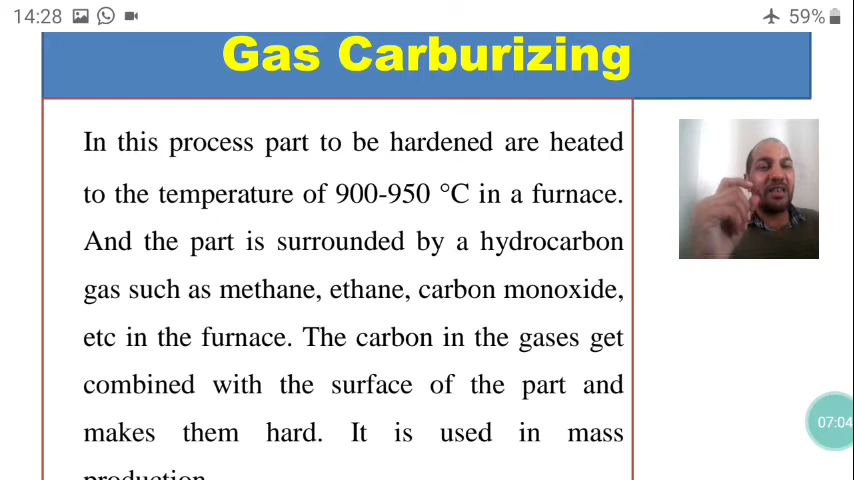 14:28
59%
Gas Carburizing
In this process part to be hardened are heated
to the temperature of 900-950 °C in a furnace.
And the part is surrounded by a hydrocarbon
gas such as methane, ethane, carbon monoxide,
etc in the furnace. The carbon in the gases get
combined with the surface of the part and
makes them hard. It is used in mass
production.
07:04